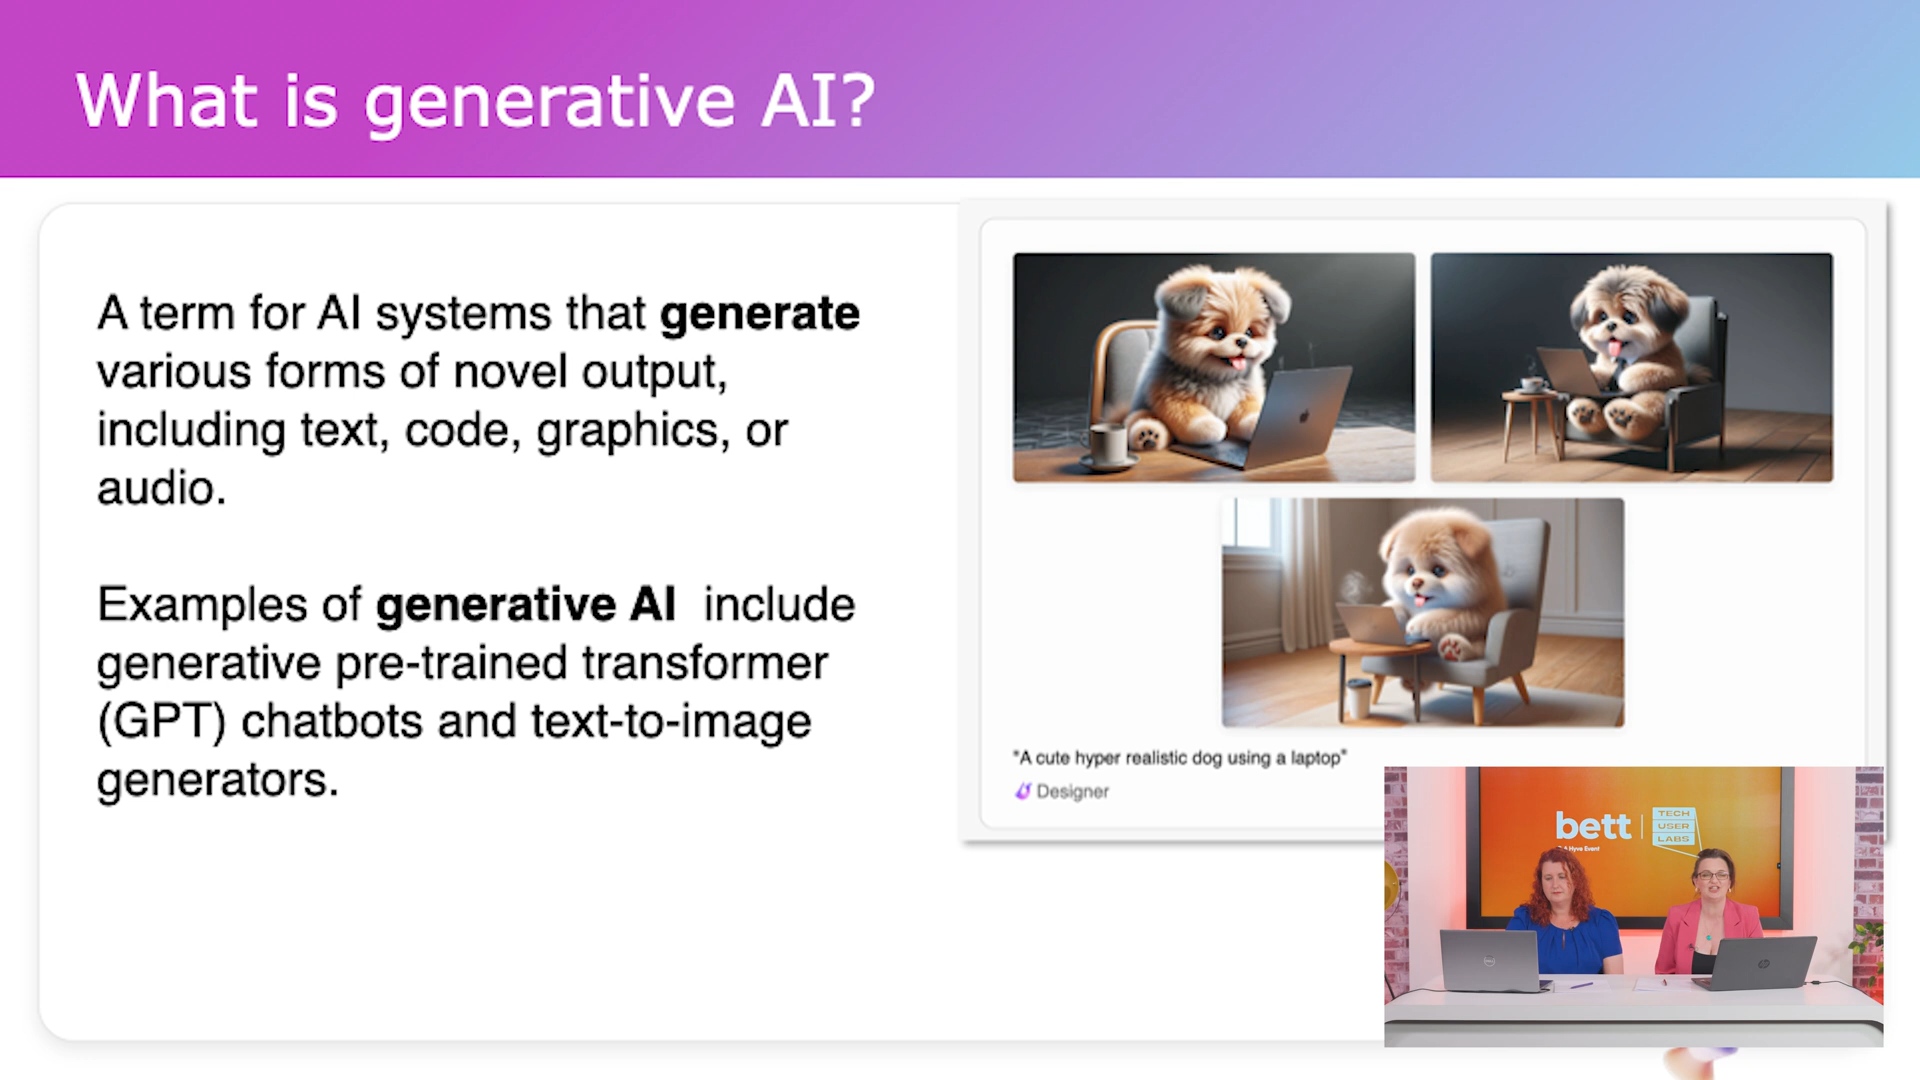 What is generative AI?
A term for AI systems that generate
various forms of novel output,
including text, code, graphics, or
audio.
Examples of generative AI include
generative pre-trained transformer
(GPT) chatbots and text-to-image
generators.
"A cute hyper realistic dog using a laptop"
Designer
bett
TECH
USER
LABS
A Hyve Event